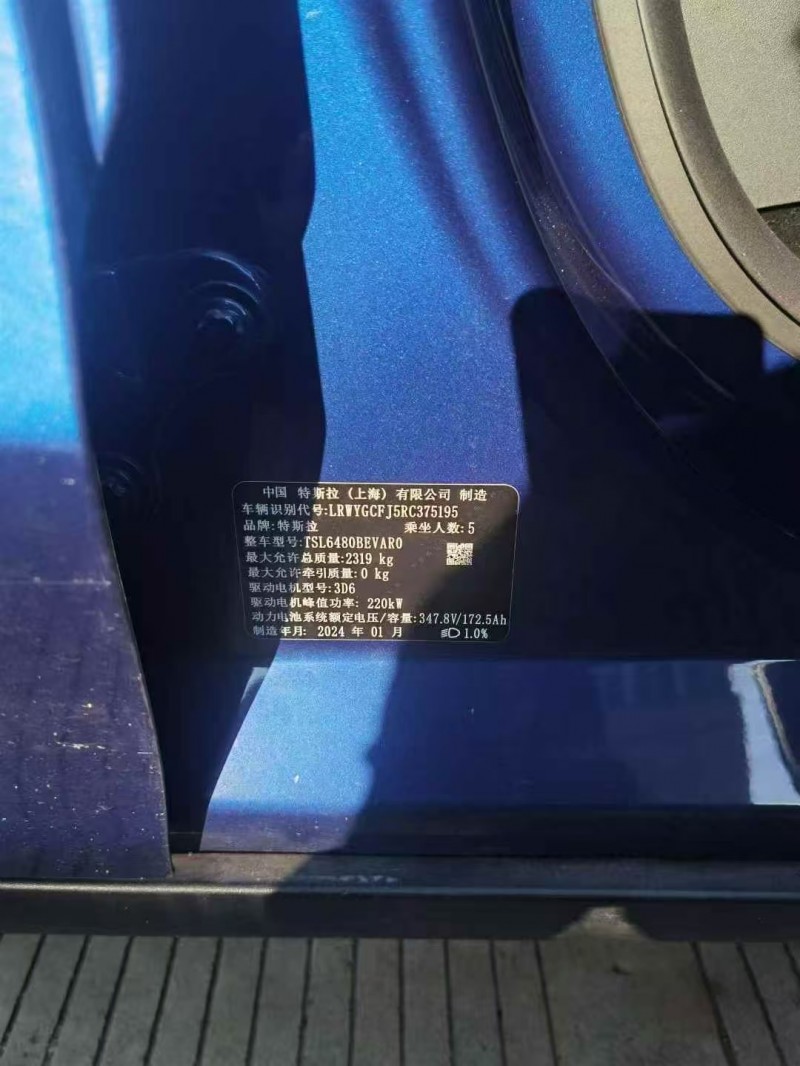 中国 特斯拉（上海）有限公司 制造
车辆识别代号:LRWYGCFJ5RC375195
品牌:特斯拉 乘坐人数:5
整车型号:TSL6480BEVAR0
最大允许总质量:2319 kg
最大允许牵引质量:0 kg
驱动电机型号:3D6
驱动电机峰值功率: 220kW
动力电池系统额定电压/容量:347.8V/172.5Ah
制造年月: 2024 年 01 月 1.0%